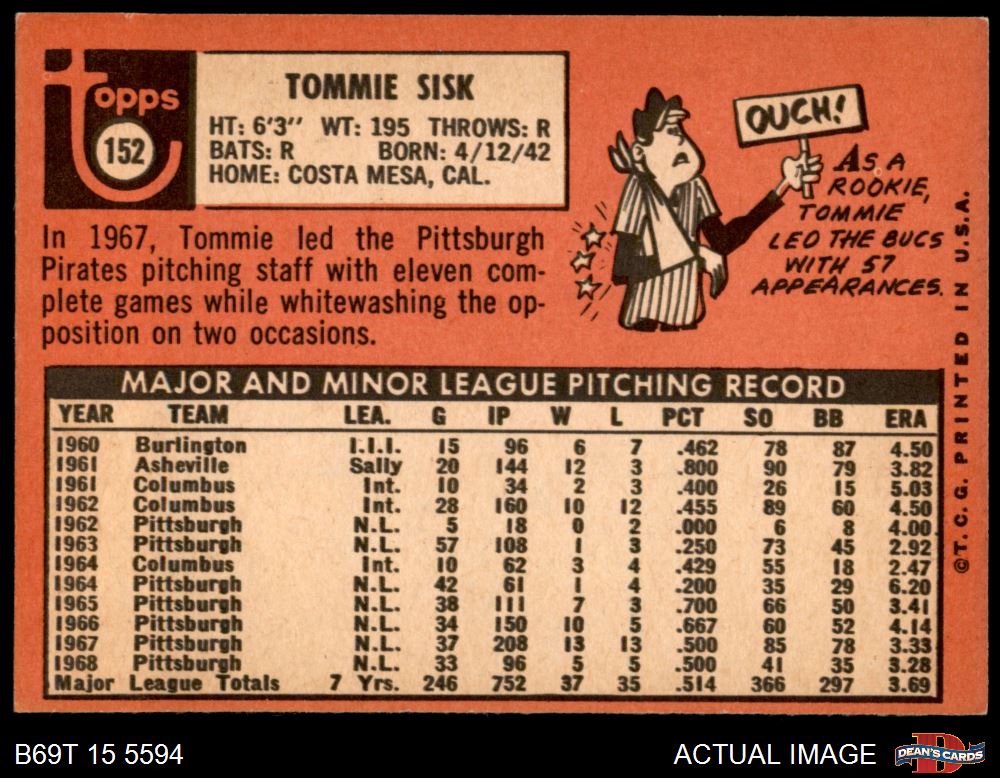 topps
152
TOMMIE SISK
HT: 6'3" WT: 195 THROWS: R
BATS: R BORN: 4/12/42
HOME: COSTA MESA, CAL.
In 1967, Tommie led the Pittsburgh
Pirates pitching staff with eleven com-
plete games while whitewashing the op-
position on two occasions.
OUCH!
AS A
ROOKIE,
TOMMIE
LED THE BUCS
WITH 57
APPEARANCES.
MAJOR AND MINOR LEAGUE PITCHING RECORD
YEAR TEAM LEA. G IP W L PCT SO BB ERA
1960 Burlington I.I.I. 15 96 6 7 .462 78 87 4.50
1961 Asheville Sally 20 144 12 3 .800 90 79 3.82
1961 Columbus Int. 10 34 2 3 .400 26 15 5.03
1962 Columbus Int. 28 160 10 12 .455 89 60 4.50
1962 Pittsburgh N.L. 5 18 0 2 .000 6 8 4.00
1963 Pittsburgh N.L. 57 108 1 3 .250 73 45 2.92
1964 Columbus Int. 10 62 3 4 .429 55 18 2.47
1964 Pittsburgh N.L. 42 61 1 4 .200 35 29 6.20
1965 Pittsburgh N.L. 38 111 7 3 .700 66 50 3.41
1966 Pittsburgh N.L. 34 150 10 5 .667 60 52 4.14
1967 Pittsburgh N.L. 37 208 13 13 .500 85 78 3.33
1968 Pittsburgh N.L. 33 96 5 5 .500 41 35 3.28
Major League Totals 7 Yrs. 246 752 37 35 .514 366 297 3.69
©T. C. G. PRINTED IN U.S.A.
B69T 15 5594
ACTUAL IMAGE
DEAN'S CARDS